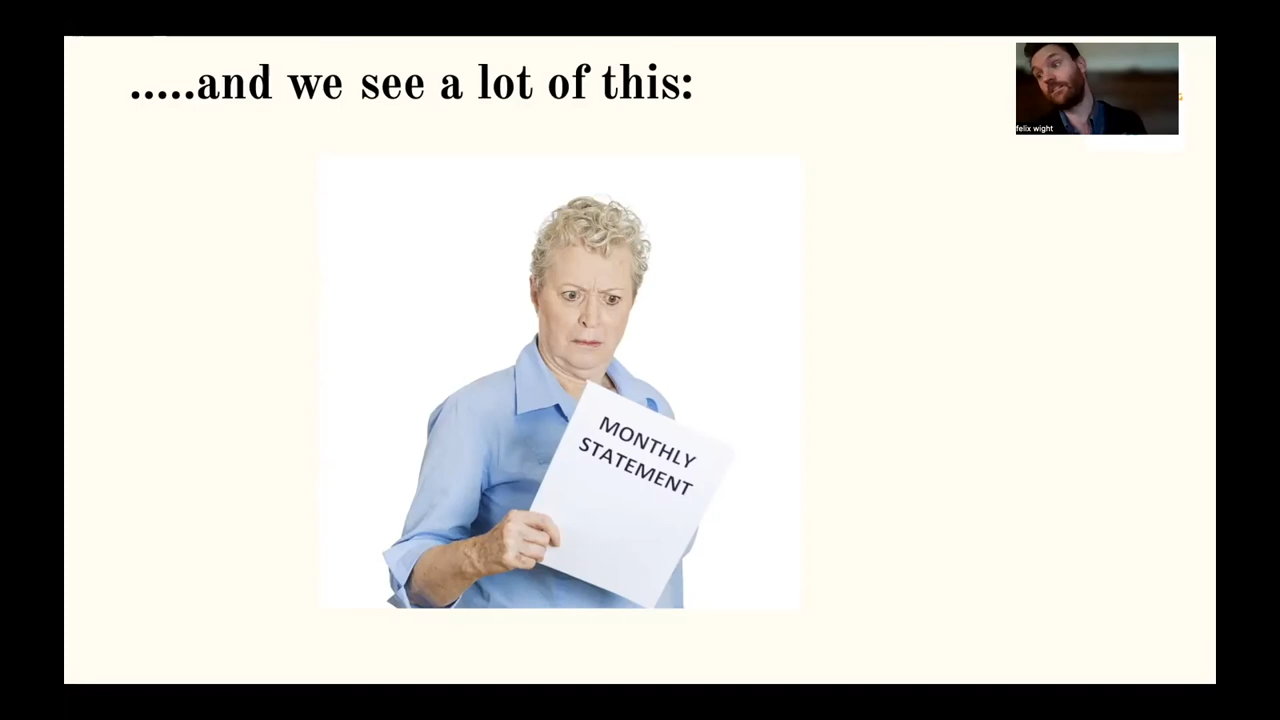 .....and we see a lot of this:
felix wight
MONTHLY
STATEMENT